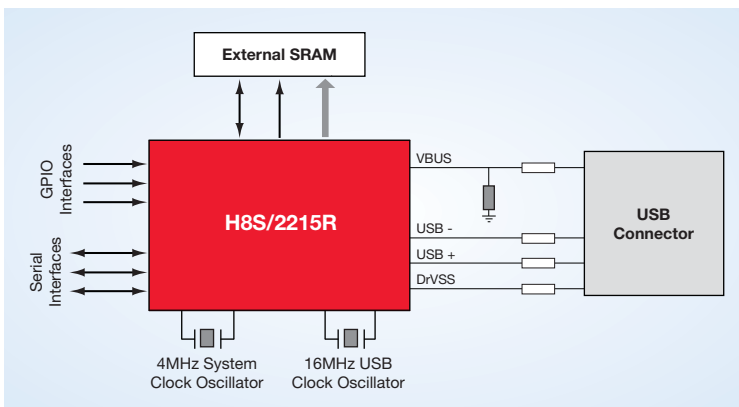 External SRAM
GPIO
Interfaces
Serial
Interfaces
H8S/2215R
VBUS
USB -
USB +
DrVSS
USB
Connector
4MHz System
Clock Oscillator
16MHz USB
Clock Oscillator